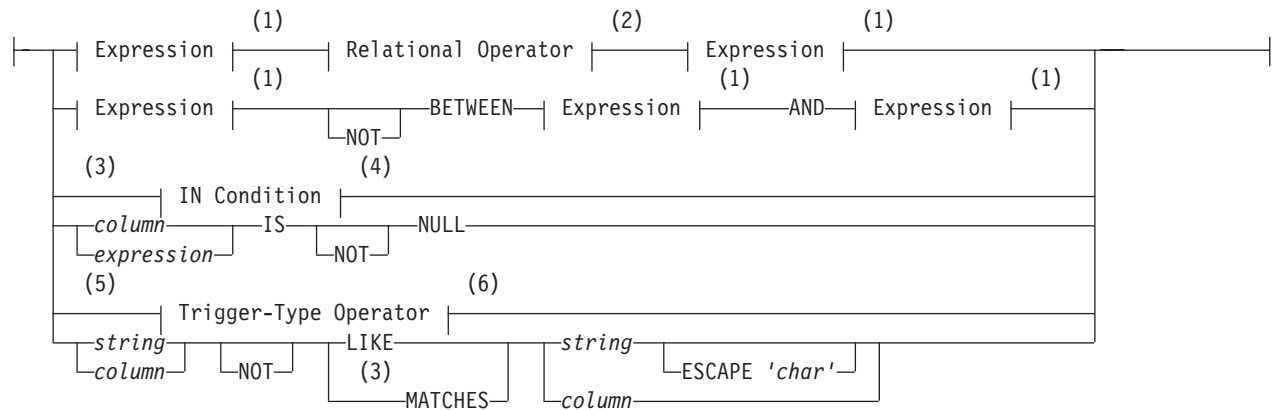 (1) (2) (1)
Expression Relational Operator Expression
(1) (1) (1)
Expression BETWEEN Expression AND Expression
NOT
(3) (4)
IN Condition
column IS NULL
expression NOT
(5) (6)
Trigger-Type Operator
string LIKE string
column NOT (3) ESCAPE 'char'
MATCHES column